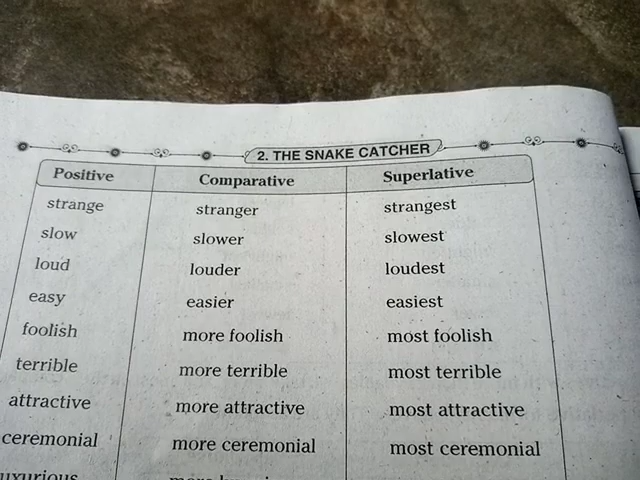 2. THE SNAKE CATCHER
Positive Comparative Superlative
strange stranger strangest
slow slower slowest
loud louder loudest
easy easier easiest
foolish more foolish most foolish
terrible more terrible most terrible
attractive more attractive most attractive
ceremonial more ceremonial most ceremonial